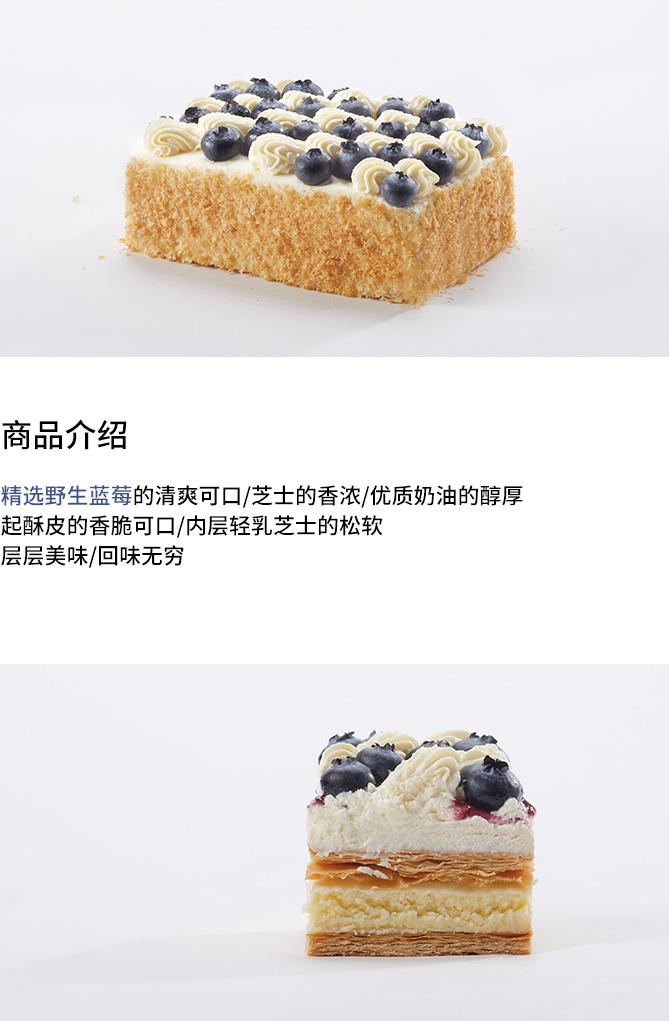 商品介绍
精选野生蓝莓的清爽可口/芝士的香浓/优质奶油的醇厚
起酥皮的香脆可口/内层轻乳芝士的松软
层层美味/回味无穷